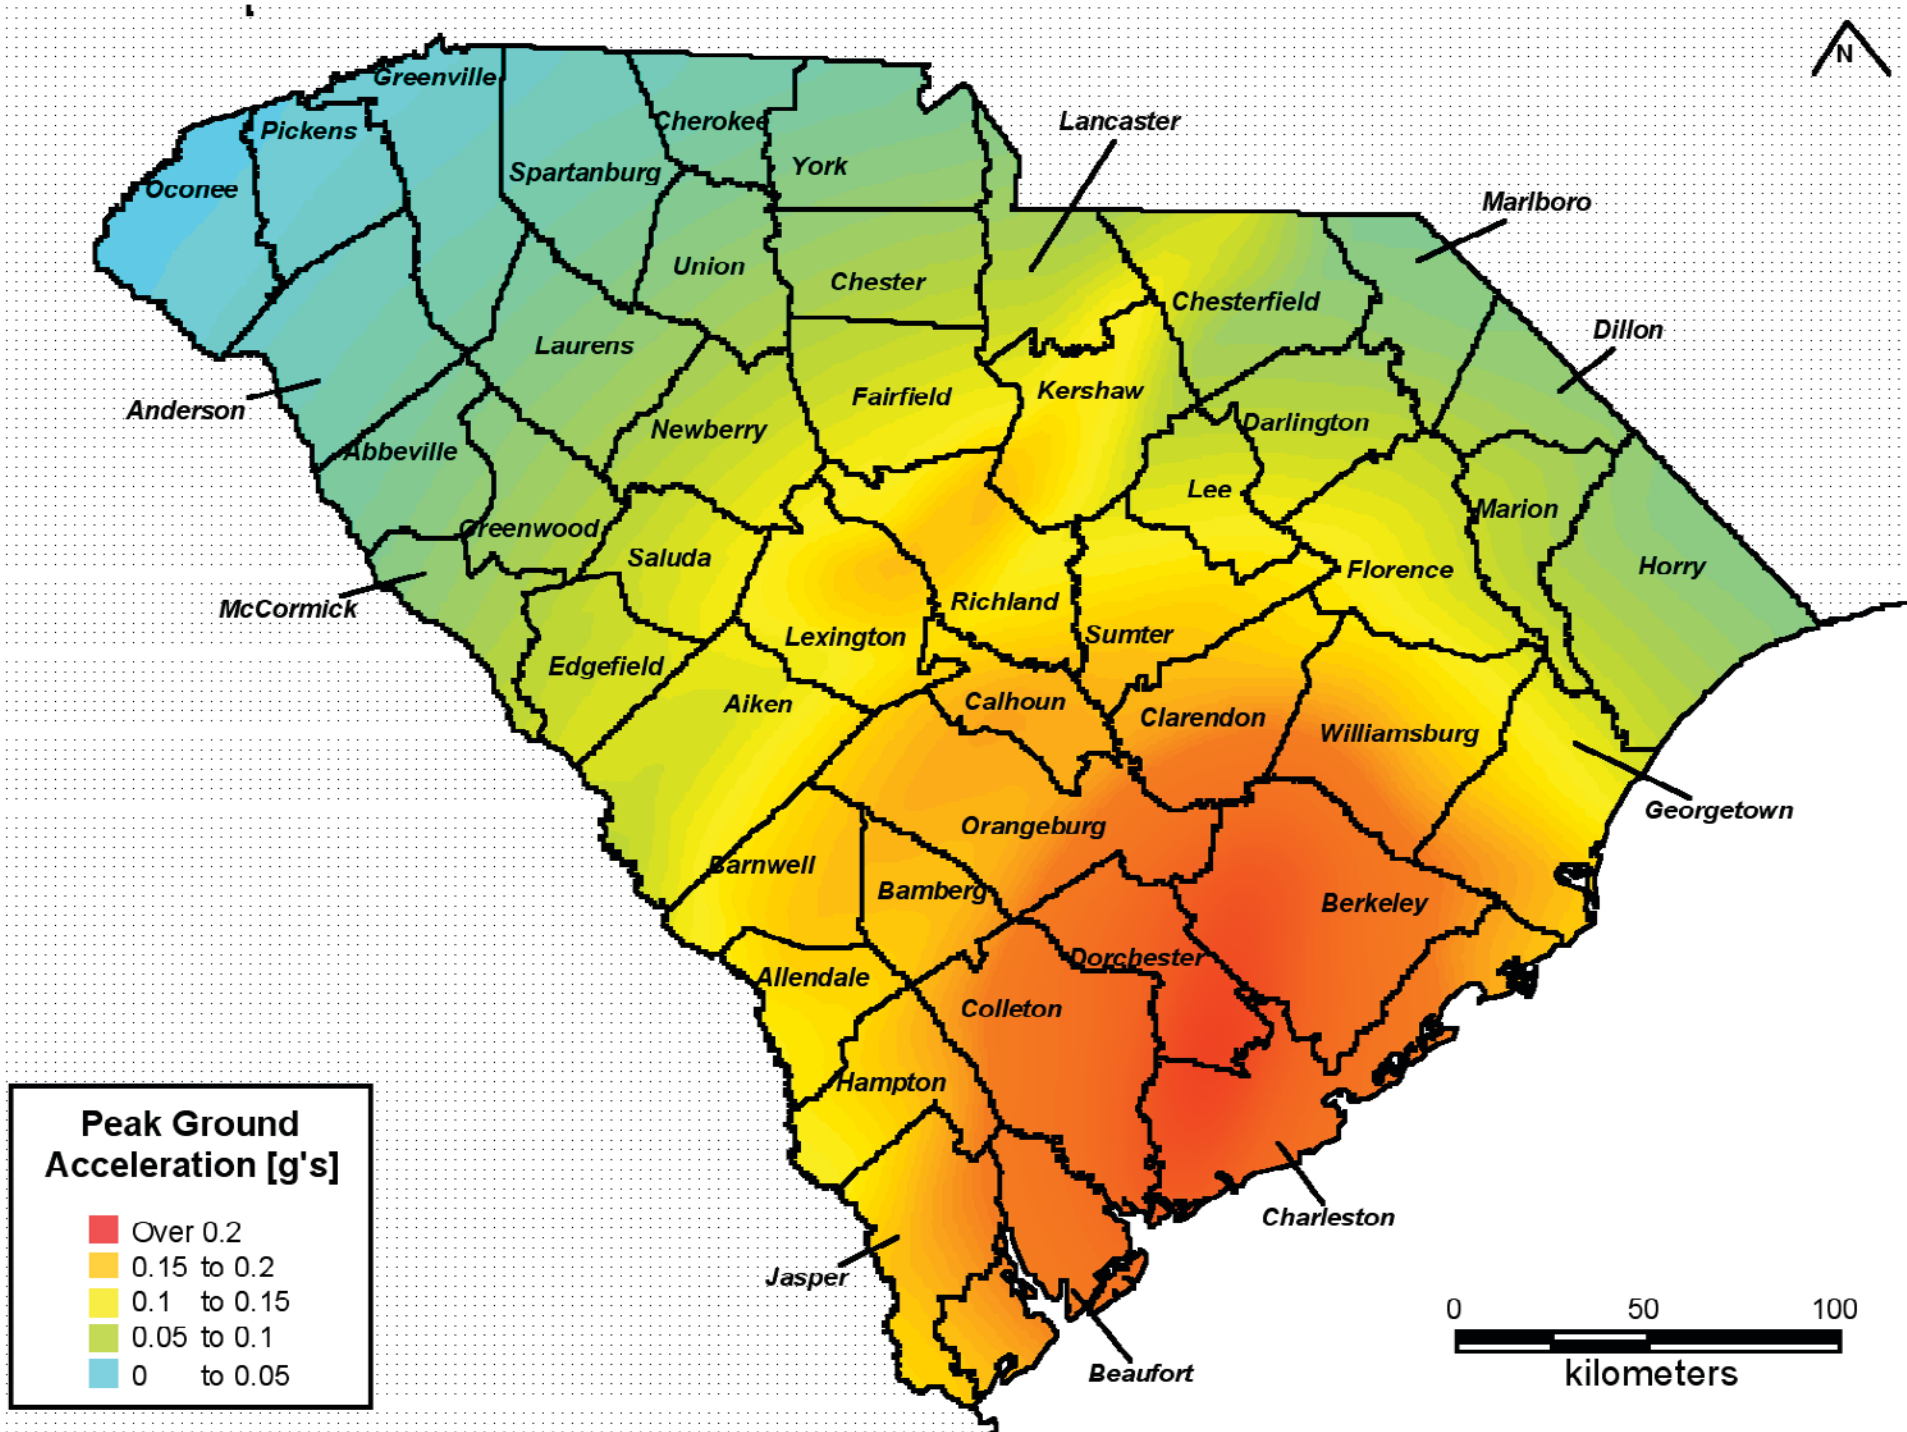 N
Greenville
Pickens
Cherokee
Lancaster
York
Spartanburg
Oconee
Marlboro
Union
Chester
Chesterfield
Dillon
Laurens
Kershaw
Fairfield
Anderson
Darlington
Newberry
Abbeville
Lee
Marion
Greenwood
Saluda
Horry
Florence
McCormick
Richland
Lexington
Sumter
Edgefield
Aiken
Calhoun
Clarendon
Williamsburg
Georgetown
Orangeburg
Barnwell
Bamberg
Berkeley
Dorchester
Allendale
Colleton
Hampton
Charleston
Jasper
Beaufort
Peak Ground
Acceleration [g's]
Over 0.2
0.15 to 0.2
0.1 to 0.15
0.05 to 0.1
0 to 0.05
0 50 100
kilometers